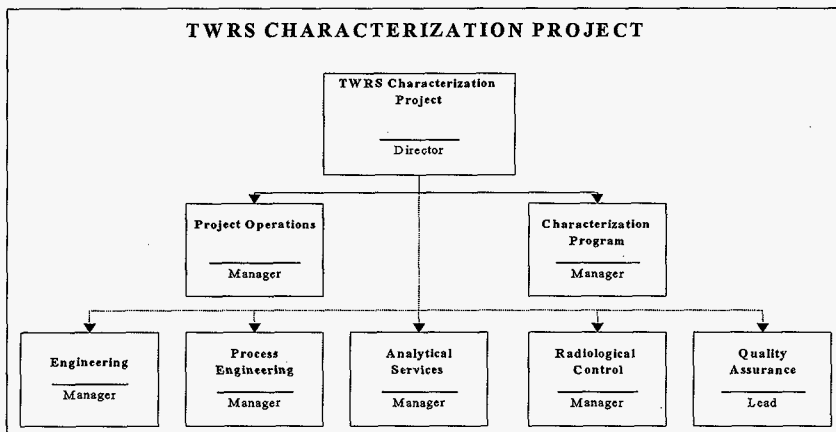 TWRS CHARACTERIZATION PROJECT
TWRS Characterization
Project
Director
Project Operations
Manager
Characterization
Program
Manager
Engineering
Manager
Process
Engineering
Manager
Analytical
Services
Manager
Radiological
Control
Manager
Quality
Assurance
Lead